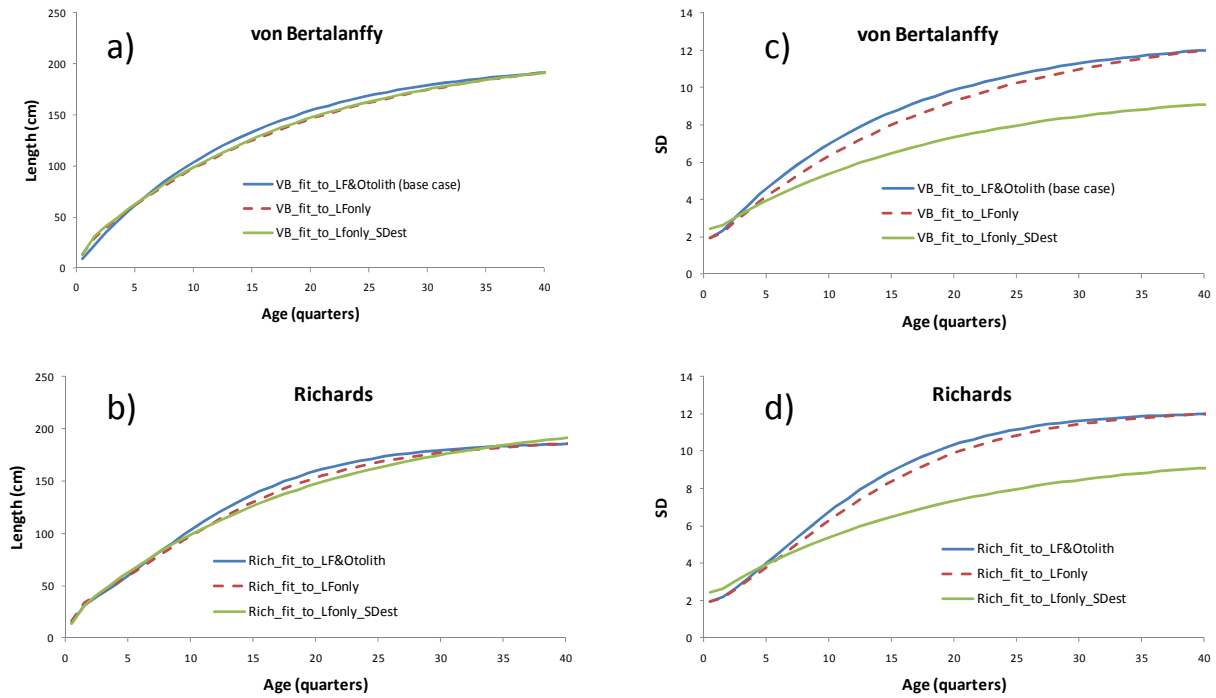 a)
von Bertalanffy
250
200
150
100
50
0
Length (cm)
0 5 10 15 20 25 30 35 40
Age (quarters)
VB_fit_to_LF&Otolith (base case)
VB_fit_to_LFonly
VB_fit_to_Lfonly_SDest
c)
von Bertalanffy
14
12
10
8
6
4
2
0
SD
0 5 10 15 20 25 30 35 40
Age (quarters)
VB_fit_to_LF&Otolith (base case)
VB_fit_to_LFonly
VB_fit_to_Lfonly_SDest
b)
Richards
250
200
150
100
50
0
Length (cm)
0 5 10 15 20 25 30 35 40
Age (quarters)
Rich_fit_to_LF&Otolith
Rich_fit_to_LFonly
Rich_fit_to_Lfonly_SDest
d)
Richards
14
12
10
8
6
4
2
0
SD
0 5 10 15 20 25 30 35 40
Age (quarters)
Rich_fit_to_LF&Otolith
Rich_fit_to_LFonly
Rich_fit_to_Lfonly_SDest